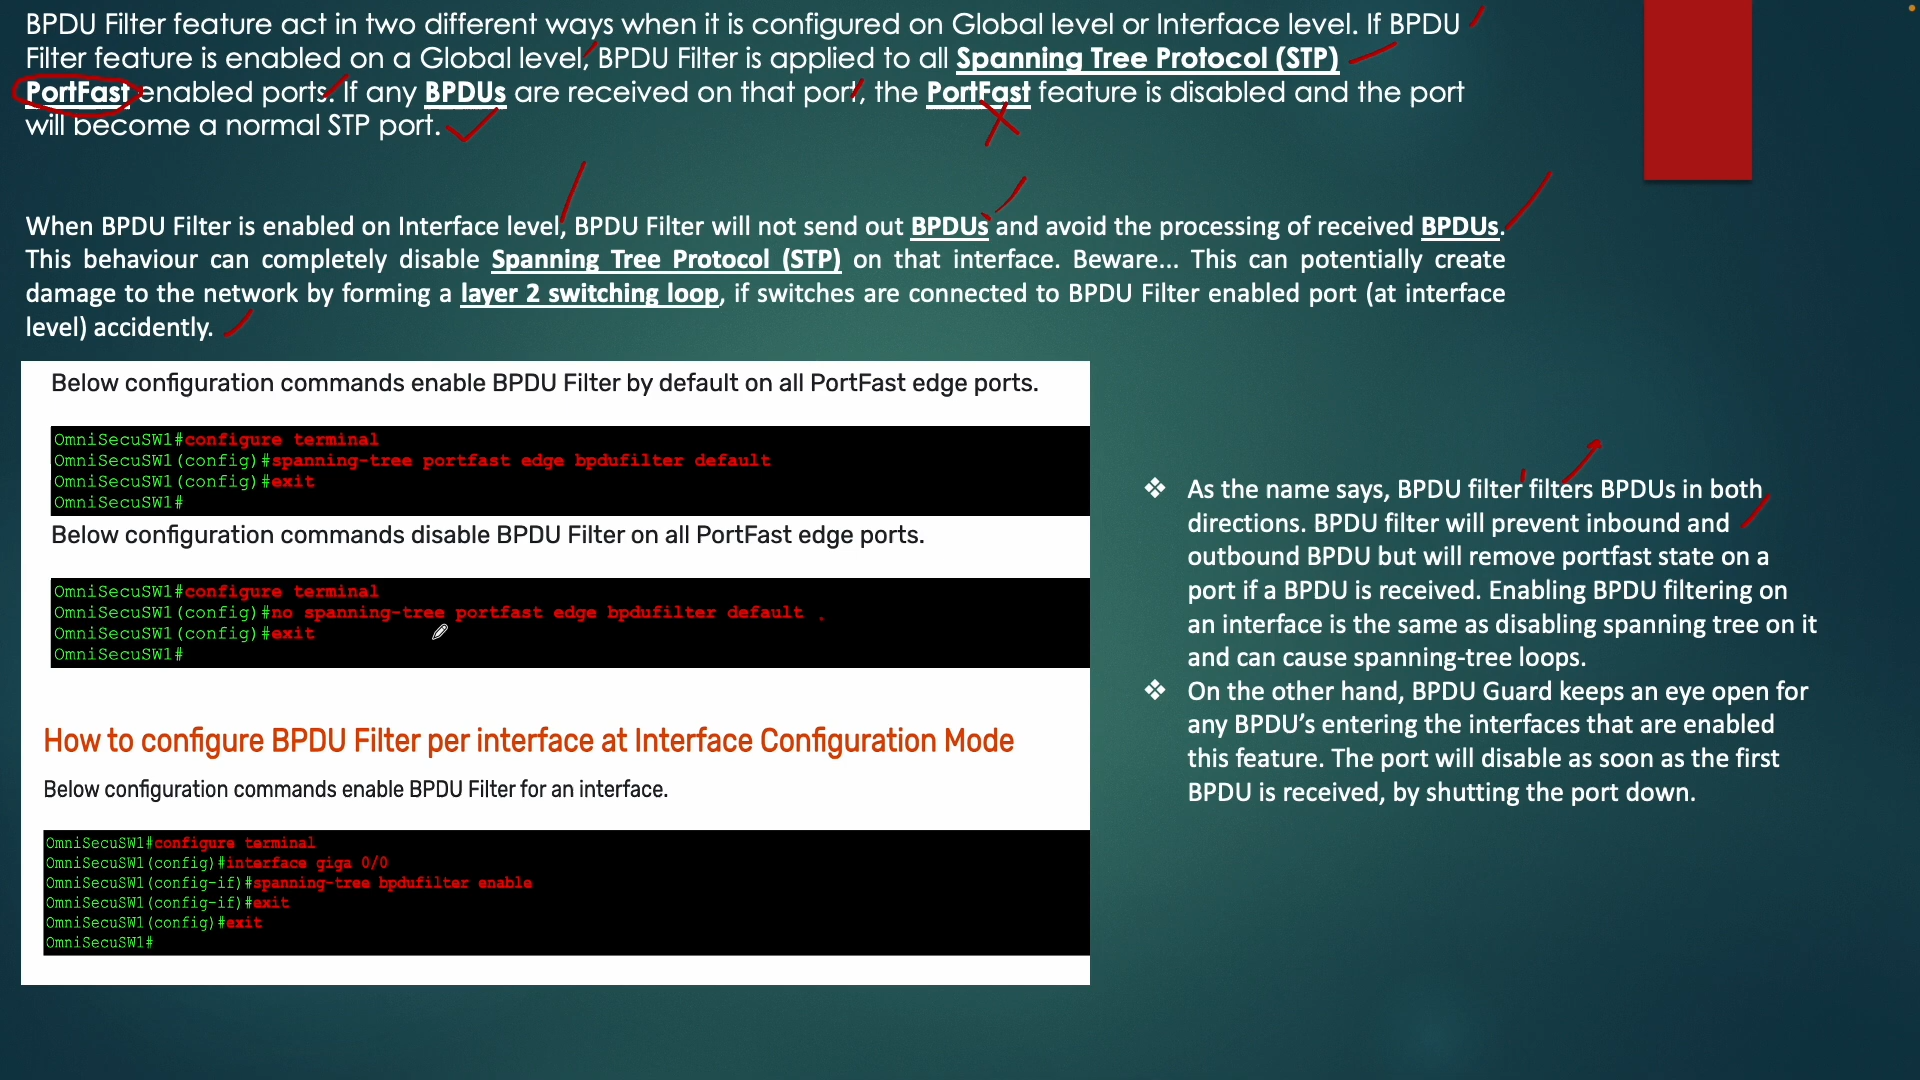 BPDU Filter feature act in two different ways when it is configured on Global level or Interface level. If BPDU
Filter feature is enabled on a Global level, BPDU Filter is applied to all Spanning Tree Protocol (STP)
PortFast enabled ports. If any BPDUs are received on that port, the PortFast feature is disabled and the port
will become a normal STP port.
When BPDU Filter is enabled on Interface level, BPDU Filter will not send out BPDUs and avoid the processing of received BPDUs.
This behaviour can completely disable Spanning Tree Protocol (STP) on that interface. Beware... This can potentially create
damage to the network by forming a layer 2 switching loop, if switches are connected to BPDU Filter enabled port (at interface
level) accidently.
Below configuration commands enable BPDU Filter by default on all PortFast edge ports.
OmniSecuSW1#configure terminal
OmniSecuSW1(config)#spanning-tree portfast edge bpdufilter default
OmniSecuSW1(config)#exit
OmniSecuSW1#
Below configuration commands disable BPDU Filter on all PortFast edge ports.
OmniSecuSW1#configure terminal
OmniSecuSW1(config)#no spanning-tree portfast edge bpdufilter default .
OmniSecuSW1(config)#exit
OmniSecuSW1#
How to configure BPDU Filter per interface at Interface Configuration Mode
Below configuration commands enable BPDU Filter for an interface.
OmniSecuSW1#configure terminal
OmniSecuSW1(config)#interface giga 0/0
OmniSecuSW1(config-if)#spanning-tree bpdufilter enable
OmniSecuSW1(config-if)#exit
OmniSecuSW1(config)#exit
OmniSecuSW1#
❖ As the name says, BPDU filter filters BPDUs in both
directions. BPDU filter will prevent inbound and
outbound BPDU but will remove portfast state on a
port if a BPDU is received. Enabling BPDU filtering on
an interface is the same as disabling spanning tree on it
and can cause spanning-tree loops.
❖ On the other hand, BPDU Guard keeps an eye open for
any BPDU’s entering the interfaces that are enabled
this feature. The port will disable as soon as the first
BPDU is received, by shutting the port down.